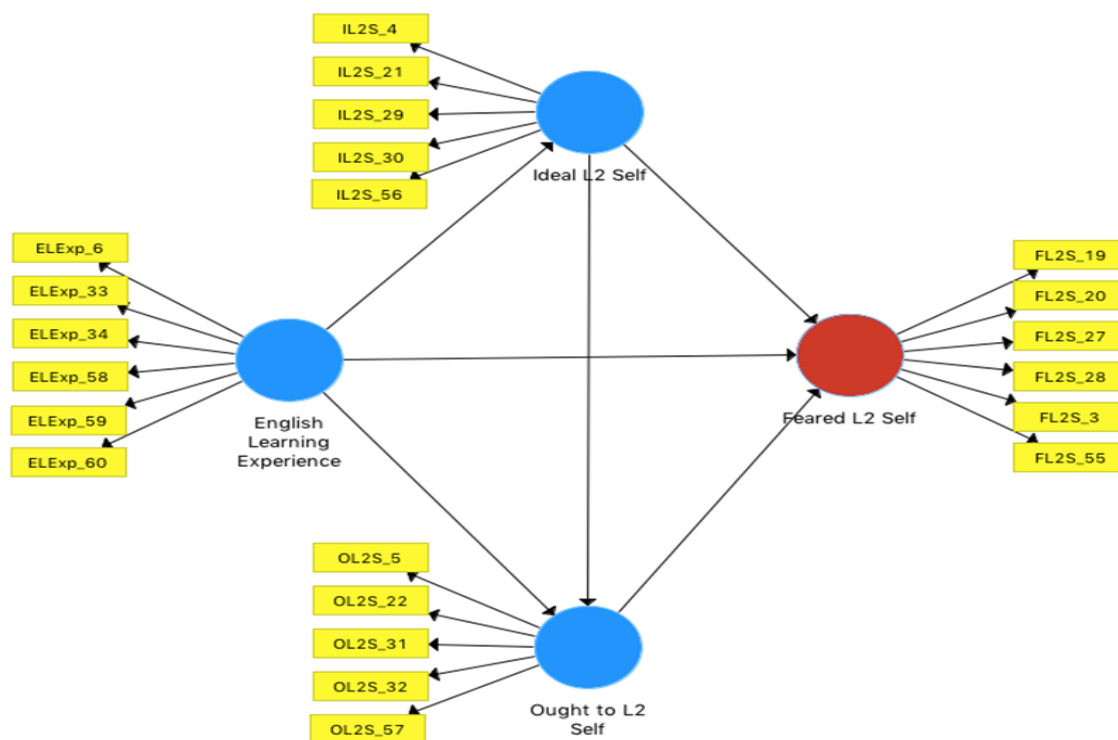 IL2S_4
IL2S_21
IL2S_29
IL2S_30
IL2S_56
Ideal L2 Self
ELExp_6
ELExp_33
ELExp_34
ELExp_58
ELExp_59
ELExp_60
English
Learning
Experience
FL2S_19
FL2S_20
FL2S_27
FL2S_28
FL2S_3
FL2S_55
Feared L2 Self
OL2S_5
OL2S_22
OL2S_31
OL2S_32
OL2S_57
Ought to L2
Self